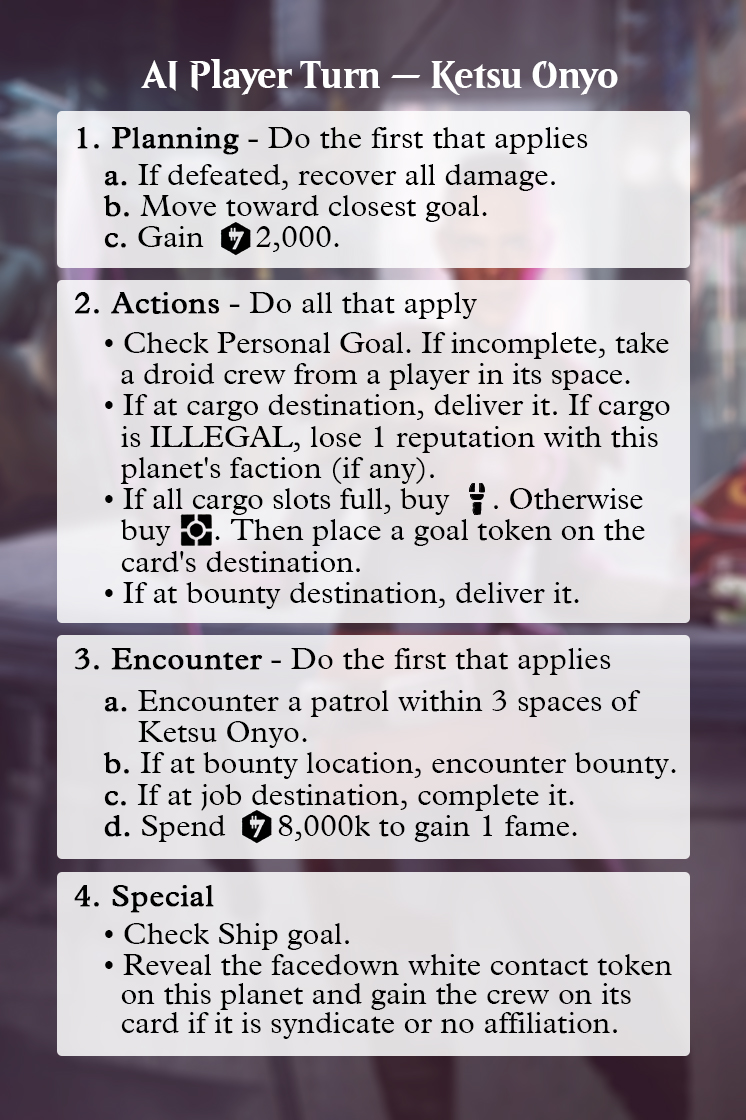 AI Player Turn — Ketsu Onyo
1. Planning - Do the first that applies
a. If defeated, recover all damage.
b. Move toward closest goal.
c. Gain 2,000.
2. Actions - Do all that apply
• Check Personal Goal. If incomplete, take
a droid crew from a player in its space.
• If at cargo destination, deliver it. If cargo
is ILLEGAL, lose 1 reputation with this
planet's faction (if any).
• If all cargo slots full, buy . Otherwise
buy . Then place a goal token on the
card's destination.
• If at bounty destination, deliver it.
3. Encounter - Do the first that applies
a. Encounter a patrol within 3 spaces of
Ketsu Onyo.
b. If at bounty location, encounter bounty.
c. If at job destination, complete it.
d. Spend 8,000k to gain 1 fame.
4. Special
• Check Ship goal.
• Reveal the facedown white contact token
on this planet and gain the crew on its
card if it is syndicate or no affiliation.